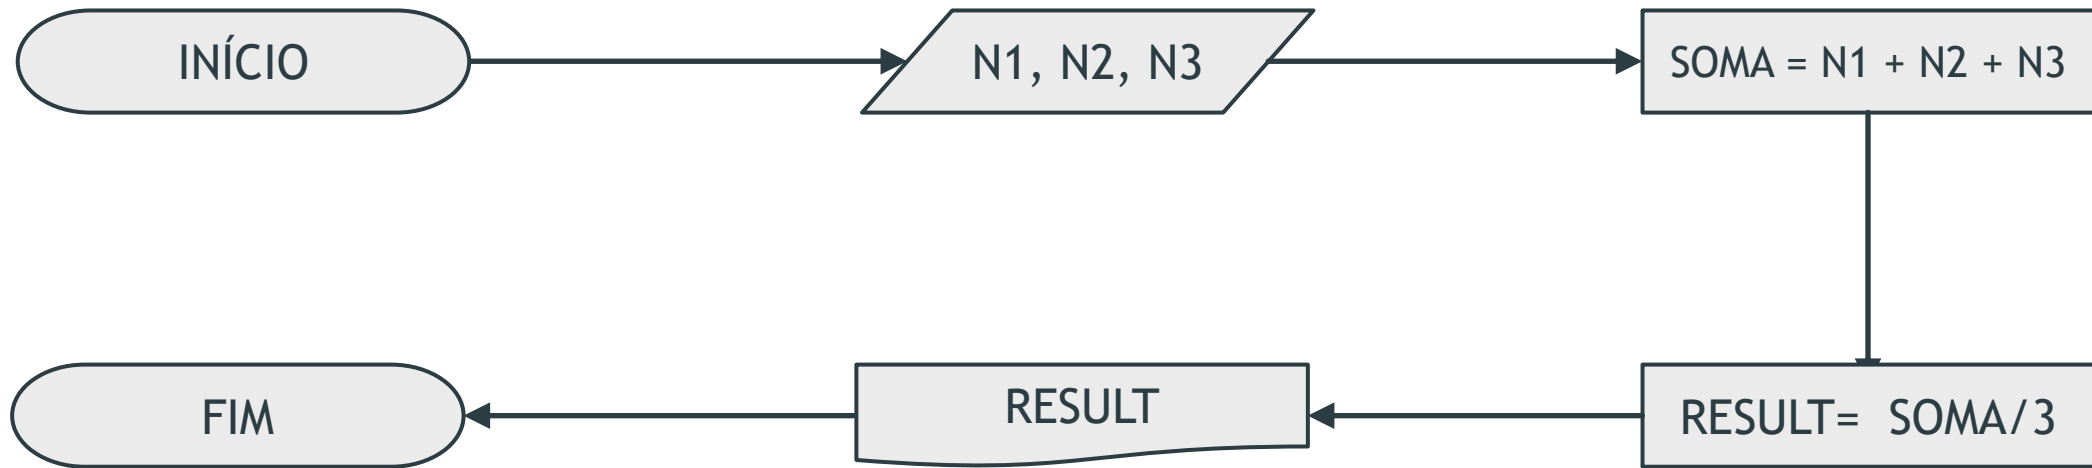 INÍCIO
N1, N2, N3
SOMA = N1 + N2 + N3
RESULT= SOMA/3
RESULT
FIM